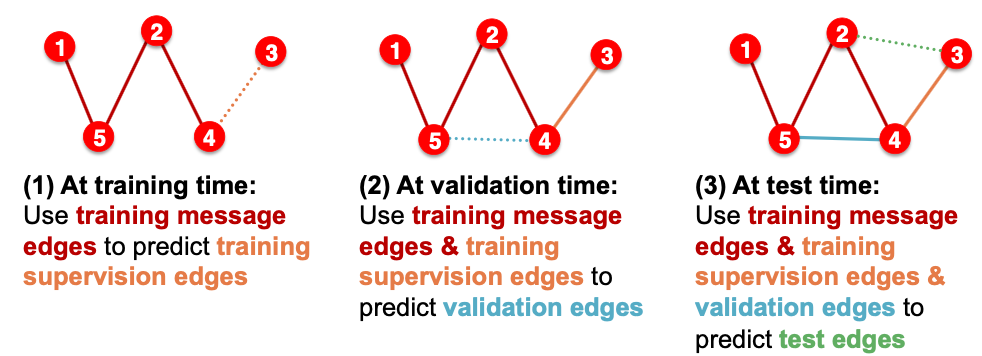 1
2
3
5
4
1
2
3
5
4
1
2
3
5
4
(1) At training time:
Use training message
edges to predict training
supervision edges
(2) At validation time:
Use training message
edges & training
supervision edges to
predict validation edges
(3) At test time:
Use training message
edges & training
supervision edges &
validation edges to
predict test edges